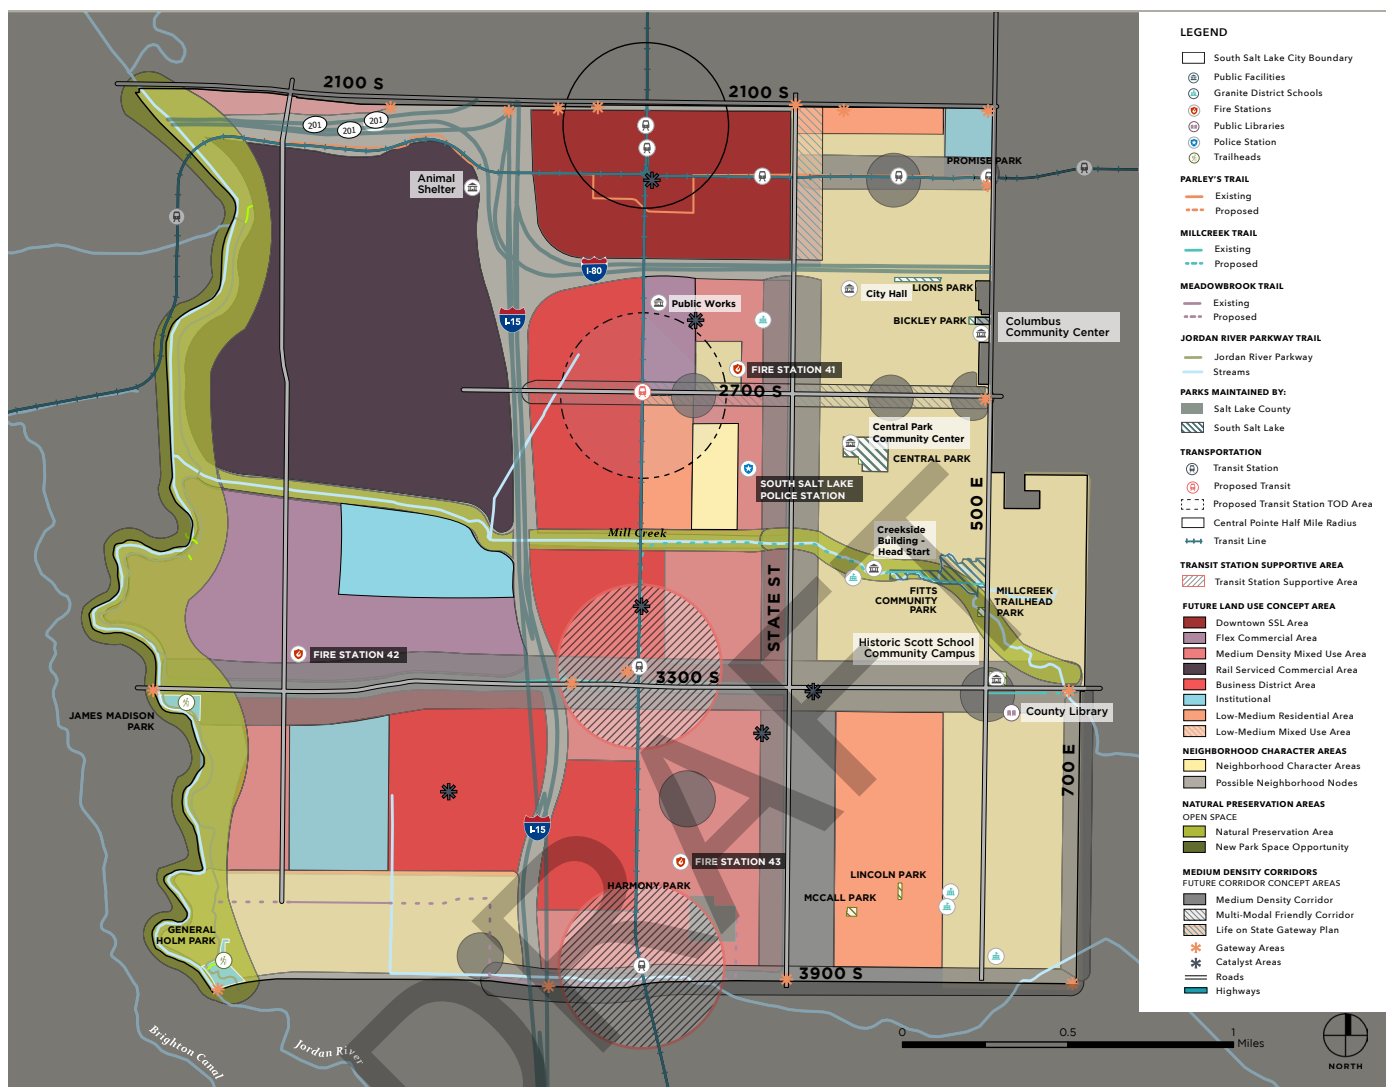 2100 S
2100 S
201
201
201
PROMISE PARK
Animal
Shelter
I-80
City Hall
LIONS PARK
Public Works
I-15
BICKLEY PARK
Columbus
Community Center
FIRE STATION 41
2700 S
Central Park
Community Center
CENTRAL PARK
SOUTH SALT LAKE
POLICE STATION
500 E
Mill Creek
Creekside
Building -
Head Start
STATE ST
FITTS
COMMUNITY
PARK
MILLCREEK
TRAILHEAD
PARK
Historic Scott School
Community Campus
FIRE STATION 42
3300 S
JAMES MADISON
PARK
County Library
700 E
I-15
FIRE STATION 43
HARMONY PARK
LINCOLN PARK
MCCALL PARK
GENERAL
HOLM PARK
3900 S
Brighton Canal
Jordan River
DRAFT
LEGEND
South Salt Lake City Boundary
Public Facilities
Granite District Schools
Fire Stations
Public Libraries
Police Station
Trailheads
PARLEY'S TRAIL
Existing
Proposed
MILLCREEK TRAIL
Existing
Proposed
MEADOWBROOK TRAIL
Existing
Proposed
JORDAN RIVER PARKWAY TRAIL
Jordan River Parkway
Streams
PARKS MAINTAINED BY:
Salt Lake County
South Salt Lake
TRANSPORTATION
Transit Station
Proposed Transit
Proposed Transit Station TOD Area
Central Pointe Half Mile Radius
Transit Line
TRANSIT STATION SUPPORTIVE AREA
Transit Station Supportive Area
FUTURE LAND USE CONCEPT AREA
Downtown SSL Area
Flex Commercial Area
Medium Density Mixed Use Area
Rail Serviced Commercial Area
Business District Area
Institutional
Low-Medium Residential Area
Low-Medium Mixed Use Area
NEIGHBORHOOD CHARACTER AREAS
Neighborhood Character Areas
Possible Neighborhood Nodes
NATURAL PRESERVATION AREAS
OPEN SPACE
Natural Preservation Area
New Park Space Opportunity
MEDIUM DENSITY CORRIDORS
FUTURE CORRIDOR CONCEPT AREAS
Medium Density Corridor
Multi-Modal Friendly Corridor
Life on State Gateway Plan
Gateway Areas
Catalyst Areas
Roads
Highways
0 0.5 1
Miles
NORTH